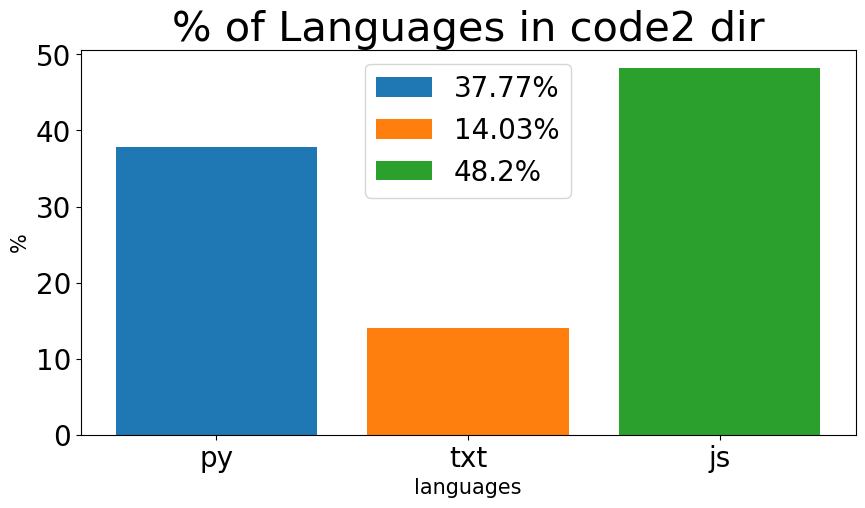 % of Languages in code2 dir
50
40
30
20
10
0
%
37.77%
14.03%
48.2%
py
txt
js
languages